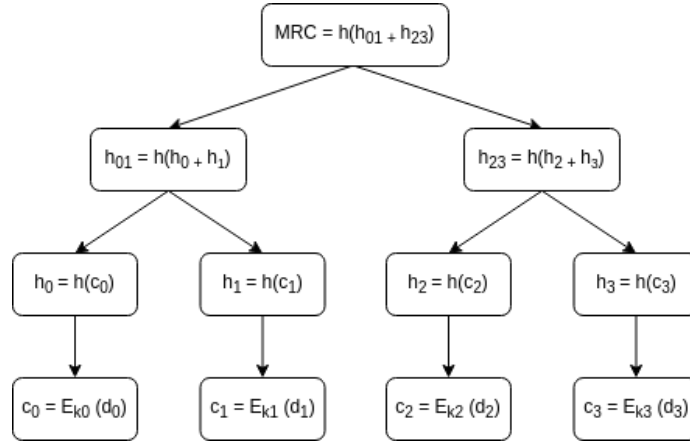 MRC = h(h₀₁ + h₂₃)
h₀₁ = h(h₀ + h₁)
h₂₃ = h(h₂ + h₃)
h₀ = h(c₀)
h₁ = h(c₁)
h₂ = h(c₂)
h₃ = h(c₃)
c₀ = Eₖ₀ (d₀)
c₁ = Eₖ₁ (d₁)
c₂ = Eₖ₂ (d₂)
c₃ = Eₖ₃ (d₃)